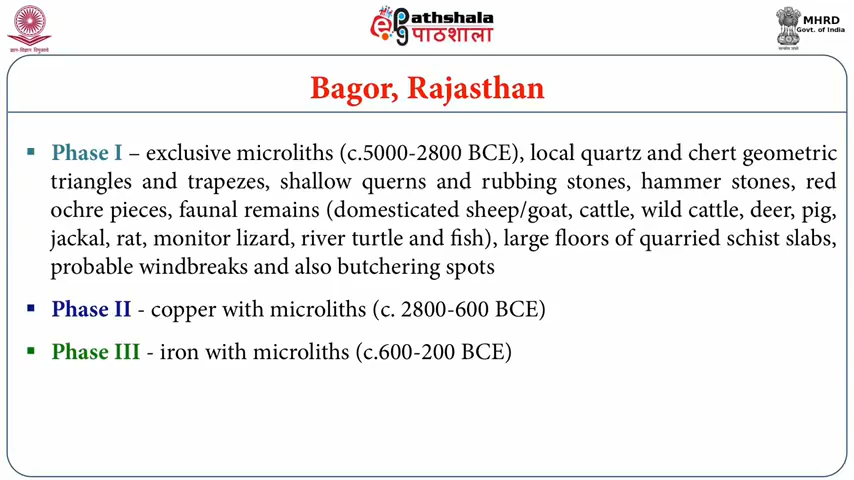 Pathshala
पाठशाला
MHRD
Govt. of India
Bagor, Rajasthan
▪ Phase I – exclusive microliths (c.5000-2800 BCE), local quartz and chert geometric
triangles and trapezes, shallow querns and rubbing stones, hammer stones, red
ochre pieces, faunal remains (domesticated sheep/goat, cattle, wild cattle, deer, pig,
jackal, rat, monitor lizard, river turtle and fish), large floors of quarried schist slabs,
probable windbreaks and also butchering spots
▪ Phase II - copper with microliths (c. 2800-600 BCE)
▪ Phase III - iron with microliths (c.600-200 BCE)